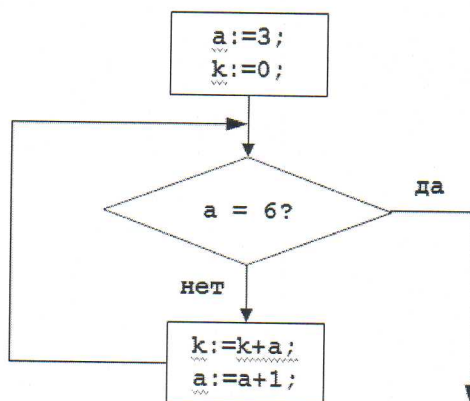 a:=3;
k:=0;
a = 6?
да
нет
k:=k+a;
a:=a+1;